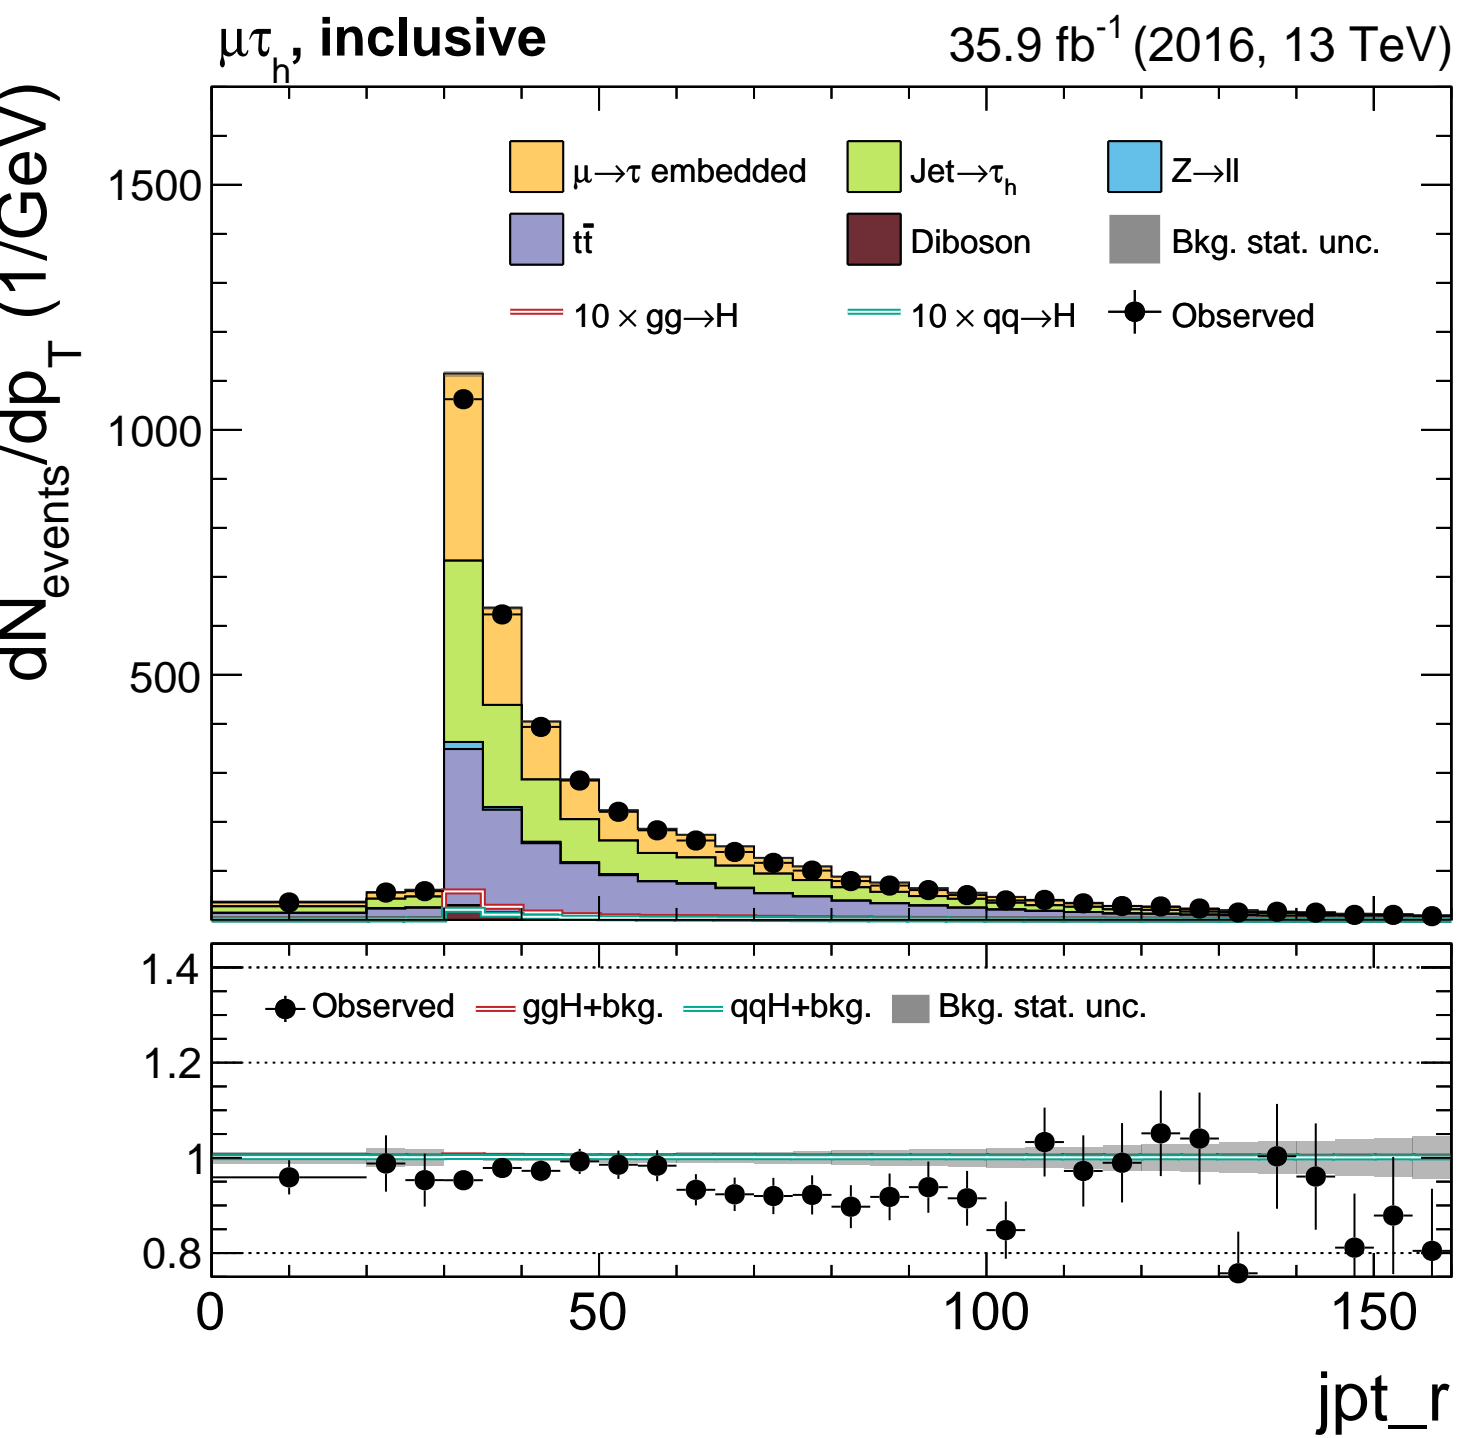 μτh, inclusive 35.9 fb-1 (2016, 13 TeV)
dNevents/dpT (1/GeV)
1500
1000
500
μ→τ embedded Jet→τh Z→ll
tt̄ Diboson Bkg. stat. unc.
10 × gg→H 10 × qq→H Observed
1.4
1.2
1
0.8
Observed ggH+bkg. qqH+bkg. Bkg. stat. unc.
0 50 100 150
jpt_r